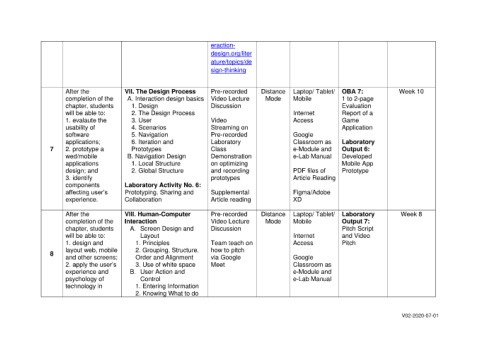 eraction-
design.org/liter
ature/topics/de
sign-thinking
7
After the
completion of the
chapter, students
will be able to:
1. evalaute the
usability of
software
applications;
2. prototype a
wed/mobile
applications
design; and
3. identify
components
affecting user's
experience.
VII. The Design Process
A. Interaction design basics
1. Design
2. The Design Process
3. User
4. Scenarios
5. Navigation
6. Iteration and
Prototypes
B. Navigation Design
1. Local Structure
2. Global Structure
Laboratory Activity No. 6:
Prototyping, Sharing and
Collaboration
Pre-recorded
Video Lecture
Discussion
Video
Streaming on
Pre-recorded
Laboratory
Class
Demonstration
on optimizing
and recording
prototypes
Supplemental
Article reading
Distance
Mode
Laptop/ Tablet/
Mobile
Internet
Access
Google
Classroom as
e-Module and
e-Lab Manual
PDF files of
Article Reading
Figma/Adobe
XD
OBA 7:
1 to 2-page
Evaluation
Report of a
Game
Application
Laboratory
Output 6:
Developed
Mobile App
Prototype
Week 10
8
After the
completion of the
chapter, students
will be able to:
1. design and
layout web, mobile
and other screens;
2. apply the user's
experience and
psychology of
technology in
VIII. Human-Computer
Interaction
A. Screen Design and
Layout
1. Principles
2. Grouping, Structure,
Order and Alignment
3. Use of white space
B. User Action and
Control
1. Entering Information
2. Knowing What to do
Pre-recorded
Video Lecture
Discussion
Team teach on
how to pitch
via Google
Meet
Distance
Mode
Laptop/ Tablet/
Mobile
Internet
Access
Google
Classroom as
e-Module and
e-Lab Manual
Laboratory
Output 7:
Pitch Script
and Video
Pitch
Week 8
V02-2020-07-01